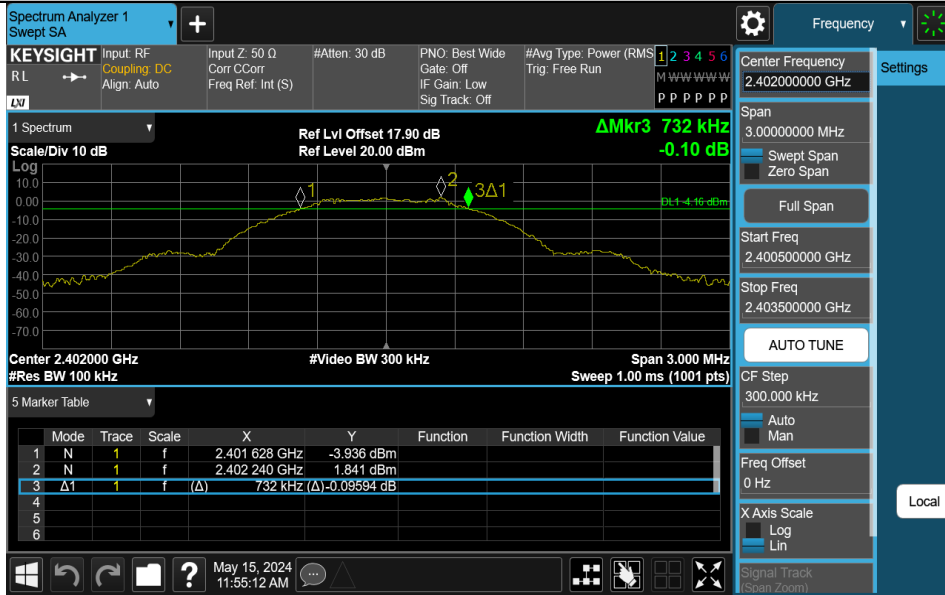 Spectrum Analyzer 1
Swept SA
+
Frequency
KEYSIGHT
RL
LXI
Input: RF
Coupling: DC
Align: Auto
Input Z: 50 Ω
Corr CCorr
Freq Ref: Int (S)
#Atten: 30 dB
PNO: Best Wide
Gate: Off
IF Gain: Low
Sig Track: Off
#Avg Type: Power (RMS
Trig: Free Run
1 2 3 4 5 6
M W W W W W
P P P P P P
1 Spectrum
Scale/Div 10 dB
Ref Lvl Offset 17.90 dB
Ref Level 20.00 dBm
ΔMkr3 732 kHz
-0.10 dB
Log
10.0
0.00
-10.0
-20.0
-30.0
-40.0
-50.0
-60.0
-70.0
1
2
3Δ1
DL1 -4.16 dBm
Center 2.402000 GHz
#Video BW 300 kHz
Span 3.000 MHz
#Res BW 100 kHz
Sweep 1.00 ms (1001 pts)
5 Marker Table
Mode Trace Scale X Y Function Function Width Function Value
1 N 1 f 2.401 628 GHz -3.936 dBm
2 N 1 f 2.402 240 GHz 1.841 dBm
3 Δ1 1 f (Δ) 732 kHz (Δ) -0.09594 dB
4
5
6
?
May 15, 2024
11:55:12 AM
Center Frequency
2.402000000 GHz
Span
3.00000000 MHz
Swept Span
Zero Span
Full Span
Start Freq
2.400500000 GHz
Stop Freq
2.403500000 GHz
AUTO TUNE
CF Step
300.000 kHz
Auto
Man
Freq Offset
0 Hz
X Axis Scale
Log
Lin
Signal Track
(Span Zoom)
Settings
Local